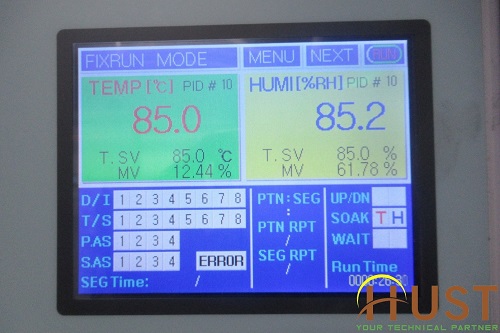 FIXRUN MODE MENU NEXT RUN
TEMP[℃] PID # 10 HUMI[%RH] PID # 10
85.0 85.2
T. SV 85.0 ℃ T. SV 85.0 %
MV 12.44 % MV 61.78 %
D/I 1 2 3 4 5 6 7 8 PTN:SEG UP/DN
T/S 1 2 3 4 5 6 7 8 : SOAK T H
P.AS 1 2 3 4 PTN RPT WAIT
/
S.AS 1 2 3 4 ERROR SEG RPT Run Time
SEG Time: / /
HUST
YOUR TECHNICAL PARTNER